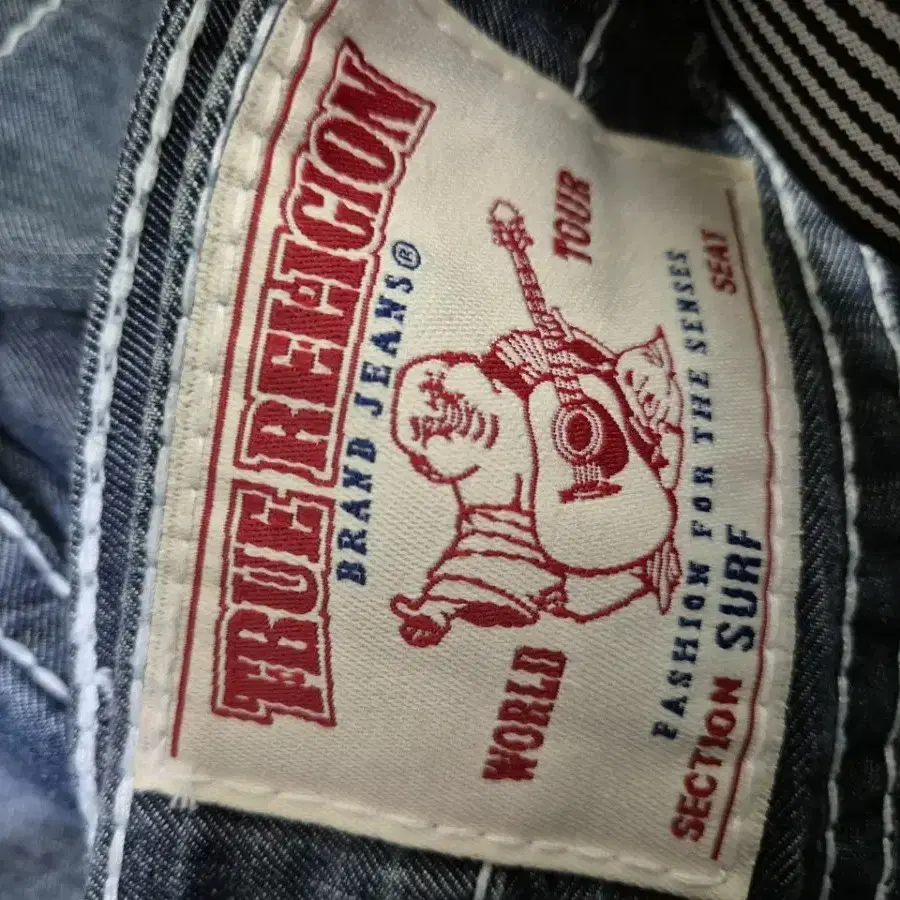 TRUE RELIGION
BRAND JEANS®
WORLD TOUR
FASHION FOR THE SENSES
SECTION SURF SEAT